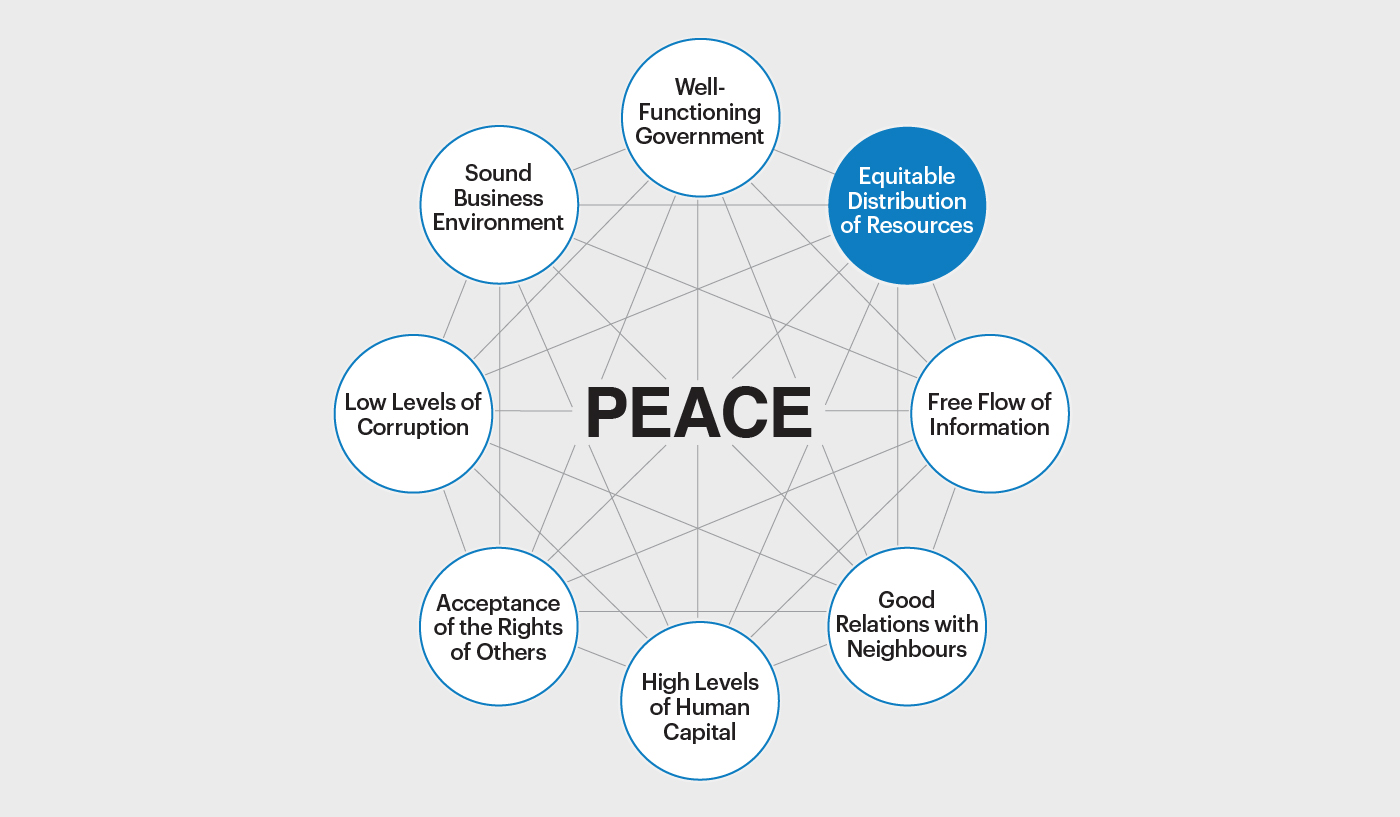 Well-
Functioning
Government
Equitable
Distribution
of Resources
Sound
Business
Environment
Low Levels of
Corruption
PEACE
Free Flow of
Information
Acceptance
of the Rights
of Others
Good
Relations with
Neighbours
High Levels
of Human
Capital